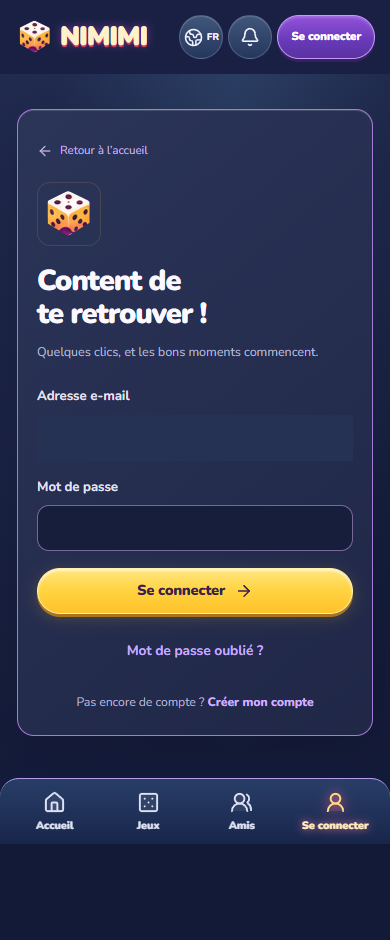 NIMIMI
FR
Se connecter
Retour à l'accueil
Content de
te retrouver !
Quelques clics, et les bons moments commencent.
Adresse e-mail
Mot de passe
Se connecter
Mot de passe oublié ?
Pas encore de compte ? Créer mon compte
Accueil
Jeux
Amis
Se connecter